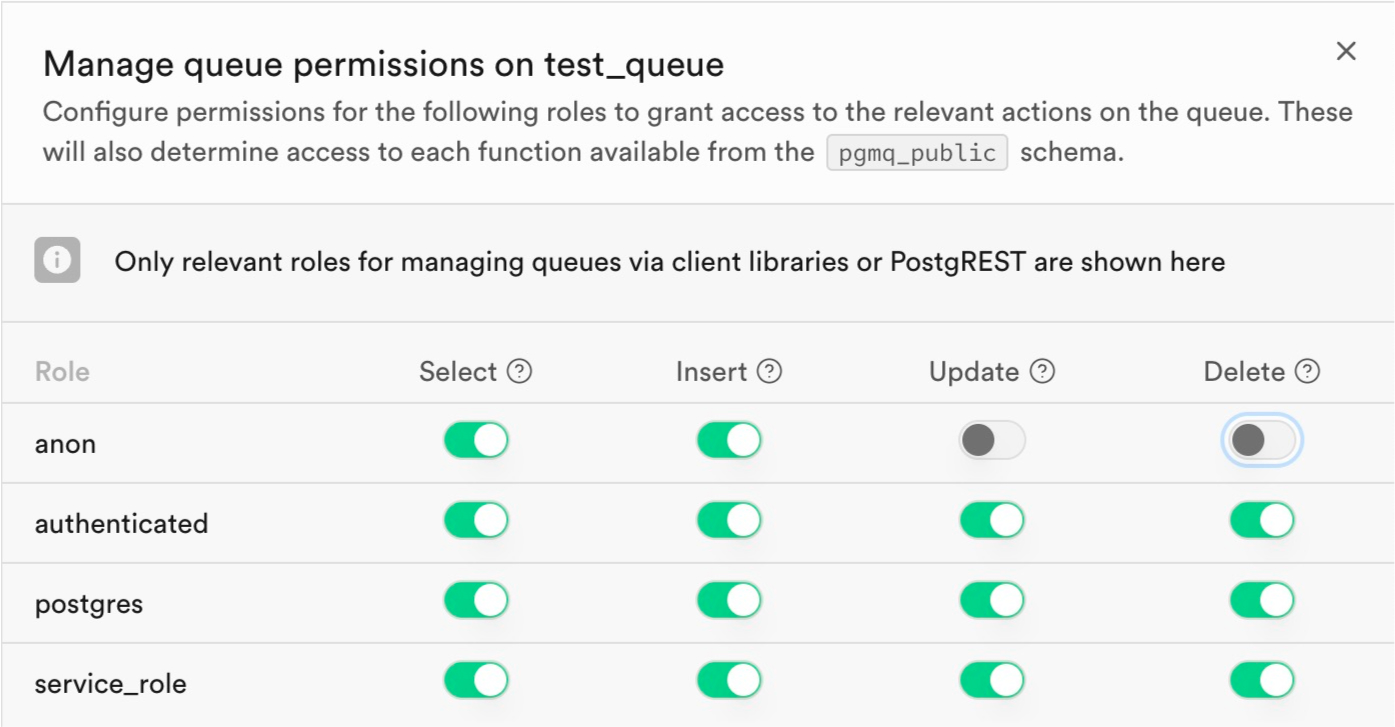 Manage queue permissions on test_queue
Configure permissions for the following roles to grant access to the relevant actions on the queue. These
will also determine access to each function available from the pgmq_public schema.
Only relevant roles for managing queues via client libraries or PostgREST are shown here
Role Select Insert Update Delete
anon
authenticated
postgres
service_role